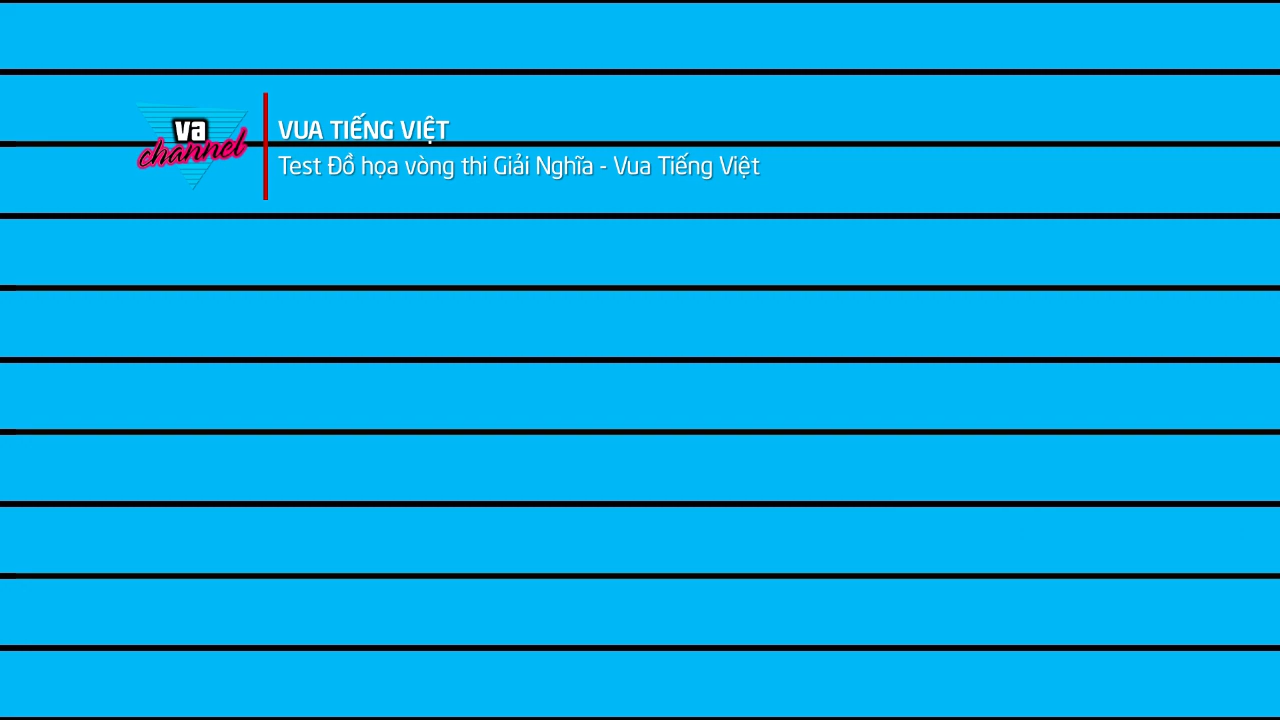 va
channel
VUA TIẾNG VIỆT
Test Đồ họa vòng thi Giải Nghĩa - Vua Tiếng Việt